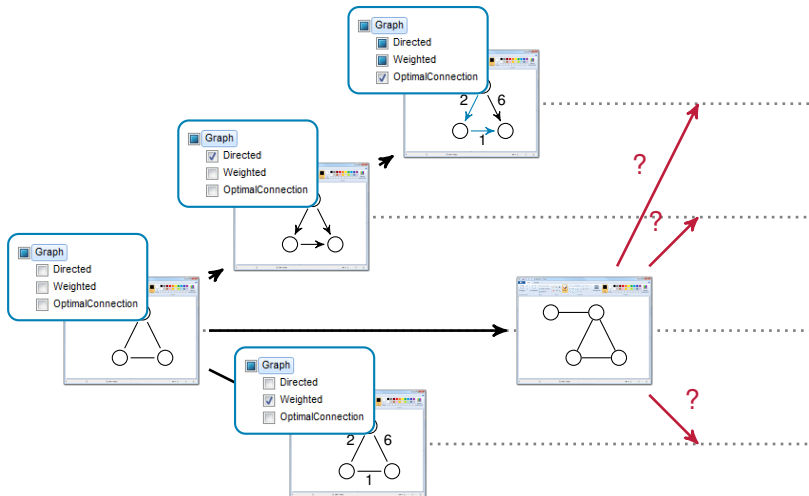 Graph
Directed
Weighted
OptimalConnection
2
6
1
Graph
Directed
Weighted
OptimalConnection
?
?
Graph
Directed
Weighted
OptimalConnection
Graph
Directed
Weighted
OptimalConnection
?
2
6
1